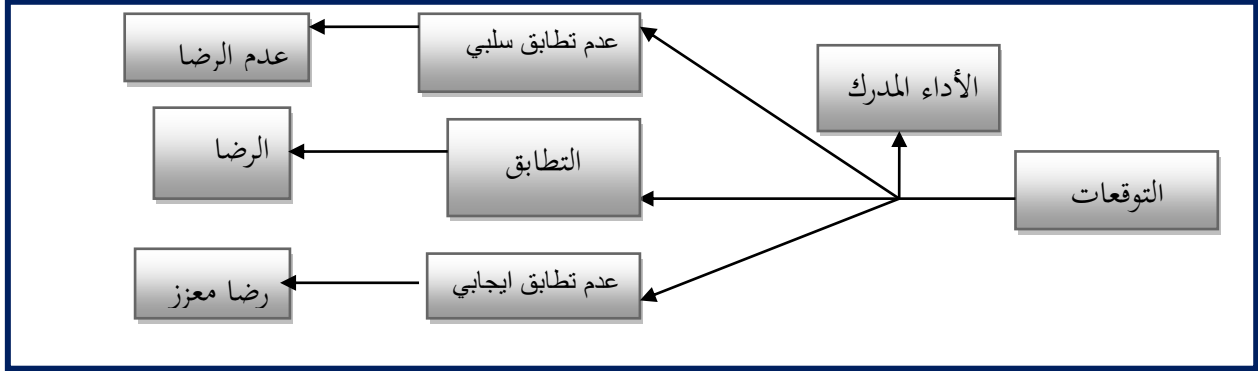 التوقعات
الأداء المدرك
عدم تطابق سلبي
عدم الرضا
التطابق
الرضا
عدم تطابق ايجابي
رضا معزز